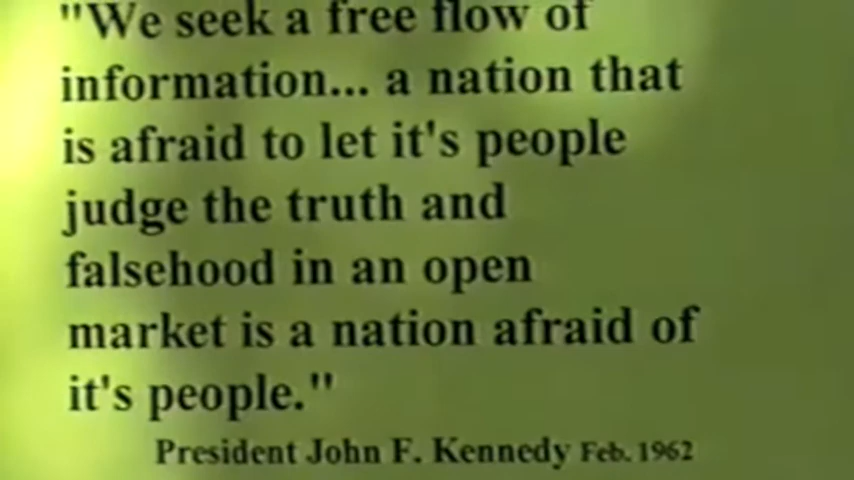 "We seek a free flow of
information... a nation that
is afraid to let it's people
judge the truth and
falsehood in an open
market is a nation afraid of
it's people."
President John F. Kennedy Feb. 1962